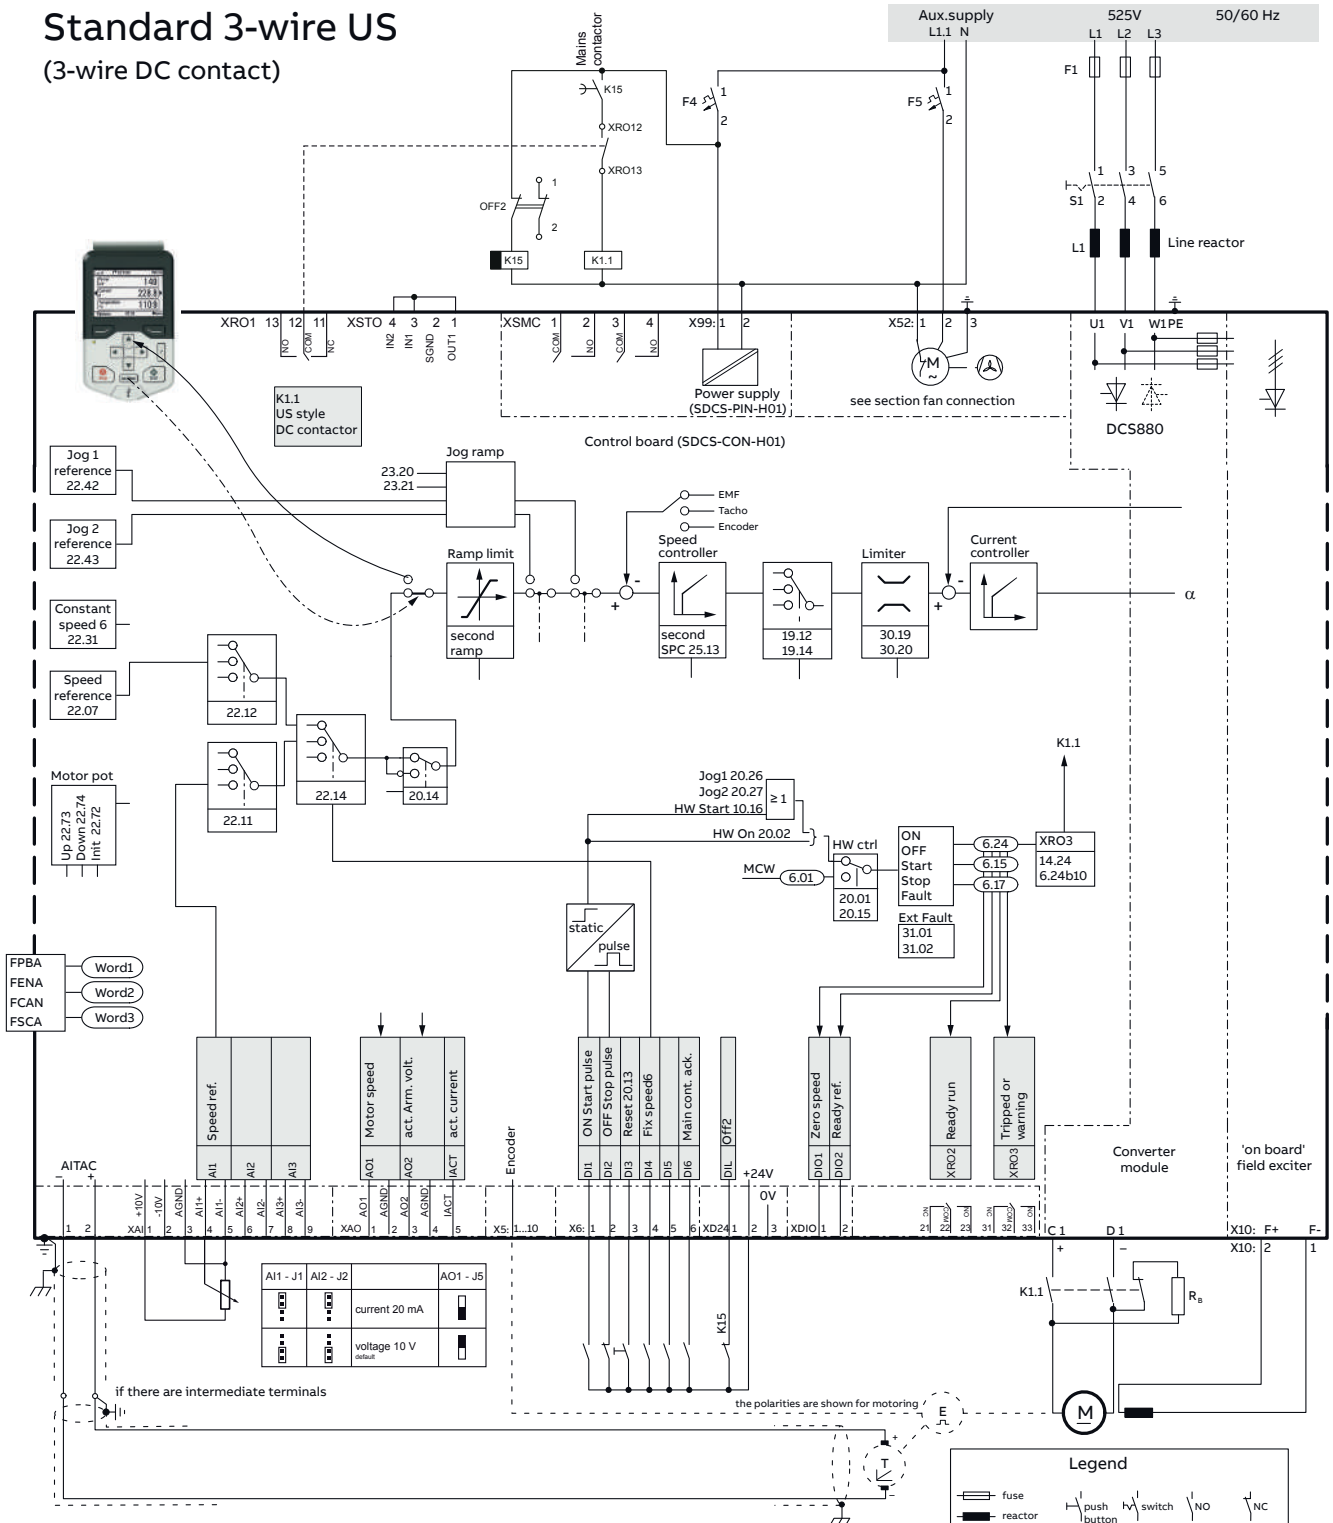 Standard 3-wire US
(3-wire DC contact)
Mains
contactor
Aux.supply
L1.1 N
525V
50/60 Hz
L1 L2 L3
F1
K15
XRO12
XRO13
F4
1
2
F5
1
2
OFF2
1
2
K15
K1.1
S1
1 3 5
2 4 6
L1
Line reactor
XRO1 13 12 11
NO
COM
NC
XSTO 4 3 2 1
IN2
IN1
SGND
OUT1
XSMC 1 2 3 4
COM
NO
COM
NO
X99: 1 2
X52: 1 2 3
U1 V1 W1 PE
Power supply
(SDCS-PIN-H01)
M
~
see section fan connection
DCS880
K1.1
US style
DC contactor
Control board (SDCS-CON-H01)
Jog 1
reference
22.42
Jog 2
reference
22.43
Constant
speed 6
22.31
Speed
reference
22.07
Jog ramp
23.20
23.21
EMF
Tacho
Encoder
Ramp limit
second
ramp
Speed
controller
second
SPC 25.13
19.12
19.14
Limiter
30.19
30.20
Current
controller
-
+
-
+
α
22.12
22.11
22.14
20.14
Motor pot
Up 22.73
Down 22.74
Init 22.72
Jog1 20.26
Jog2 20.27
HW Start 10.16
≥ 1
HW On 20.02
MCW
6.01
HW ctrl
20.01
20.15
ON
OFF
Start
Stop
Fault
6.24
6.15
6.17
K1.1
XRO3
14.24
6.24b10
Ext Fault
31.01
31.02
static
pulse
FPBA
FENA
FCAN
FSCA
Word1
Word2
Word3
Speed ref.
AI1
AI2
AI3
Motor speed
act. Arm. volt.
act. current
AO1
AO2
IACT
Encoder
ON Start pulse
OFF Stop pulse
Reset 20.13
Fix speed6
Main cont. ack.
DI1
DI2
DI3
DI4
DI5
DI6
Off2
DIL
+24V
0V
Zero speed
Ready ref.
DIO1
DIO2
Ready run
XRO2
Tripped or
warning
XRO3
Converter
module
'on board'
field exciter
AITAC
- +
1 2
+10V
-10V
AGND
AI1+
AI1-
AI2+
AI2-
AI3+
AI3-
XAI 1 2 3 4 5 6 7 8 9
AO1
AGND
AO2
AGND
IACT
XAO 1 2 3 4 5
X5: 1...10
X6: 1 2 3 4 5 6
XD24 1 2 3
XDIO 1 2
NC
COM
NO
21 22 23
NC
COM
NO
31 32 33
C 1
+
D 1
−
X10: F+ F-
X10: 2 1
AI1 - J1 AI2 - J2 AO1 - J5
current 20 mA
voltage 10 V
default
K15
K1.1
RB
if there are intermediate terminals
the polarities are shown for motoring
E
M
T
+
−
Legend
fuse
reactor
push
button
switch
NO
NC